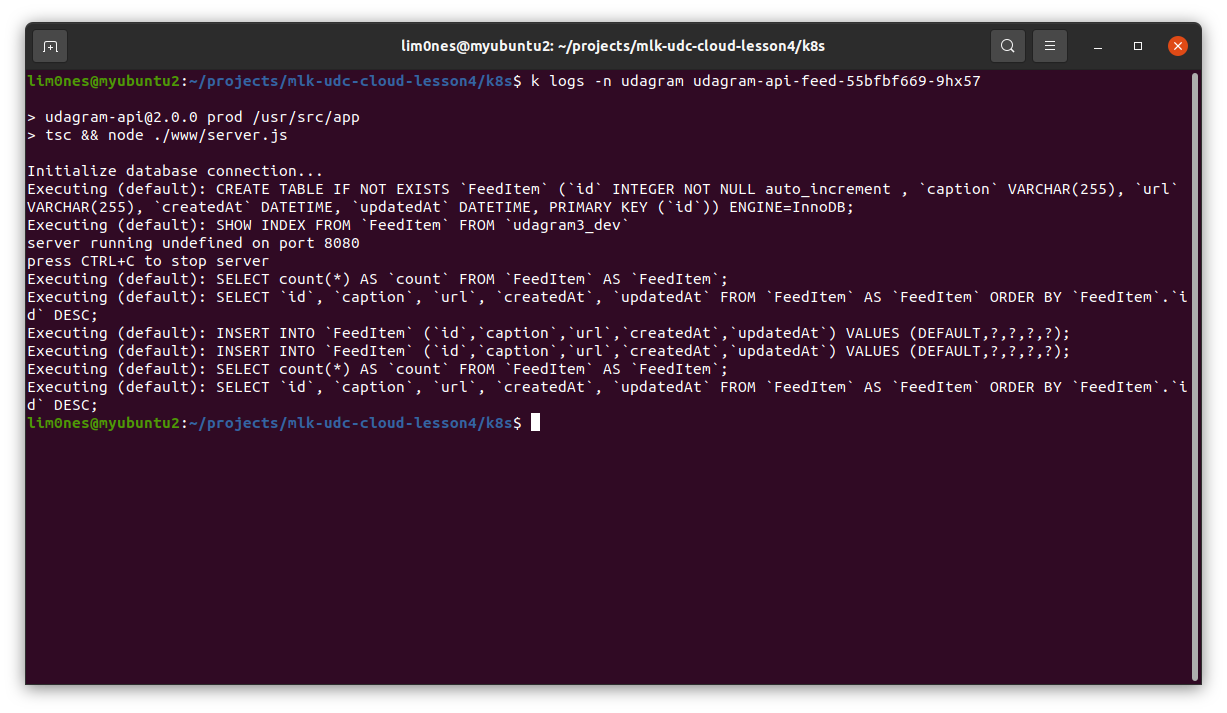 lim0nes@myubuntu2: ~/projects/mlk-udc-cloud-lesson4/k8s
lim0nes@myubuntu2:~/projects/mlk-udc-cloud-lesson4/k8s$ k logs -n udagram udagram-api-feed-55bfbf669-9hx57
> udagram-api@2.0.0 prod /usr/src/app
> tsc && node ./www/server.js
Initialize database connection...
Executing (default): CREATE TABLE IF NOT EXISTS `FeedItem` (`id` INTEGER NOT NULL auto_increment , `caption` VARCHAR(255), `url`
VARCHAR(255), `createdAt` DATETIME, `updatedAt` DATETIME, PRIMARY KEY (`id`)) ENGINE=InnoDB;
Executing (default): SHOW INDEX FROM `FeedItem` FROM `udagram3_dev`
server running undefined on port 8080
press CTRL+C to stop server
Executing (default): SELECT count(*) AS `count` FROM `FeedItem` AS `FeedItem`;
Executing (default): SELECT `id`, `caption`, `url`, `createdAt`, `updatedAt` FROM `FeedItem` AS `FeedItem` ORDER BY `FeedItem`.`i
d` DESC;
Executing (default): INSERT INTO `FeedItem` (`id`,`caption`,`url`,`createdAt`,`updatedAt`) VALUES (DEFAULT,?,?,?,?);
Executing (default): INSERT INTO `FeedItem` (`id`,`caption`,`url`,`createdAt`,`updatedAt`) VALUES (DEFAULT,?,?,?,?);
Executing (default): SELECT count(*) AS `count` FROM `FeedItem` AS `FeedItem`;
Executing (default): SELECT `id`, `caption`, `url`, `createdAt`, `updatedAt` FROM `FeedItem` AS `FeedItem` ORDER BY `FeedItem`.`i
d` DESC;
lim0nes@myubuntu2:~/projects/mlk-udc-cloud-lesson4/k8s$